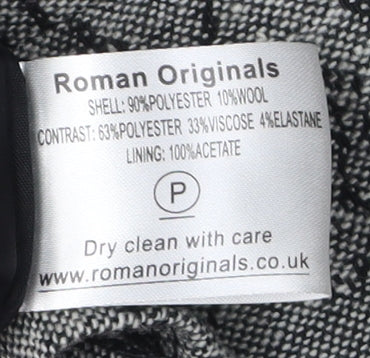 Roman Originals
SHELL: 90%POLYESTER 10%WOOL
CONTRAST: 63%POLYESTER 33%VISCOSE 4%ELASTANE
LINING: 100%ACETATE
P
Dry clean with care
www.romanoriginals.co.uk